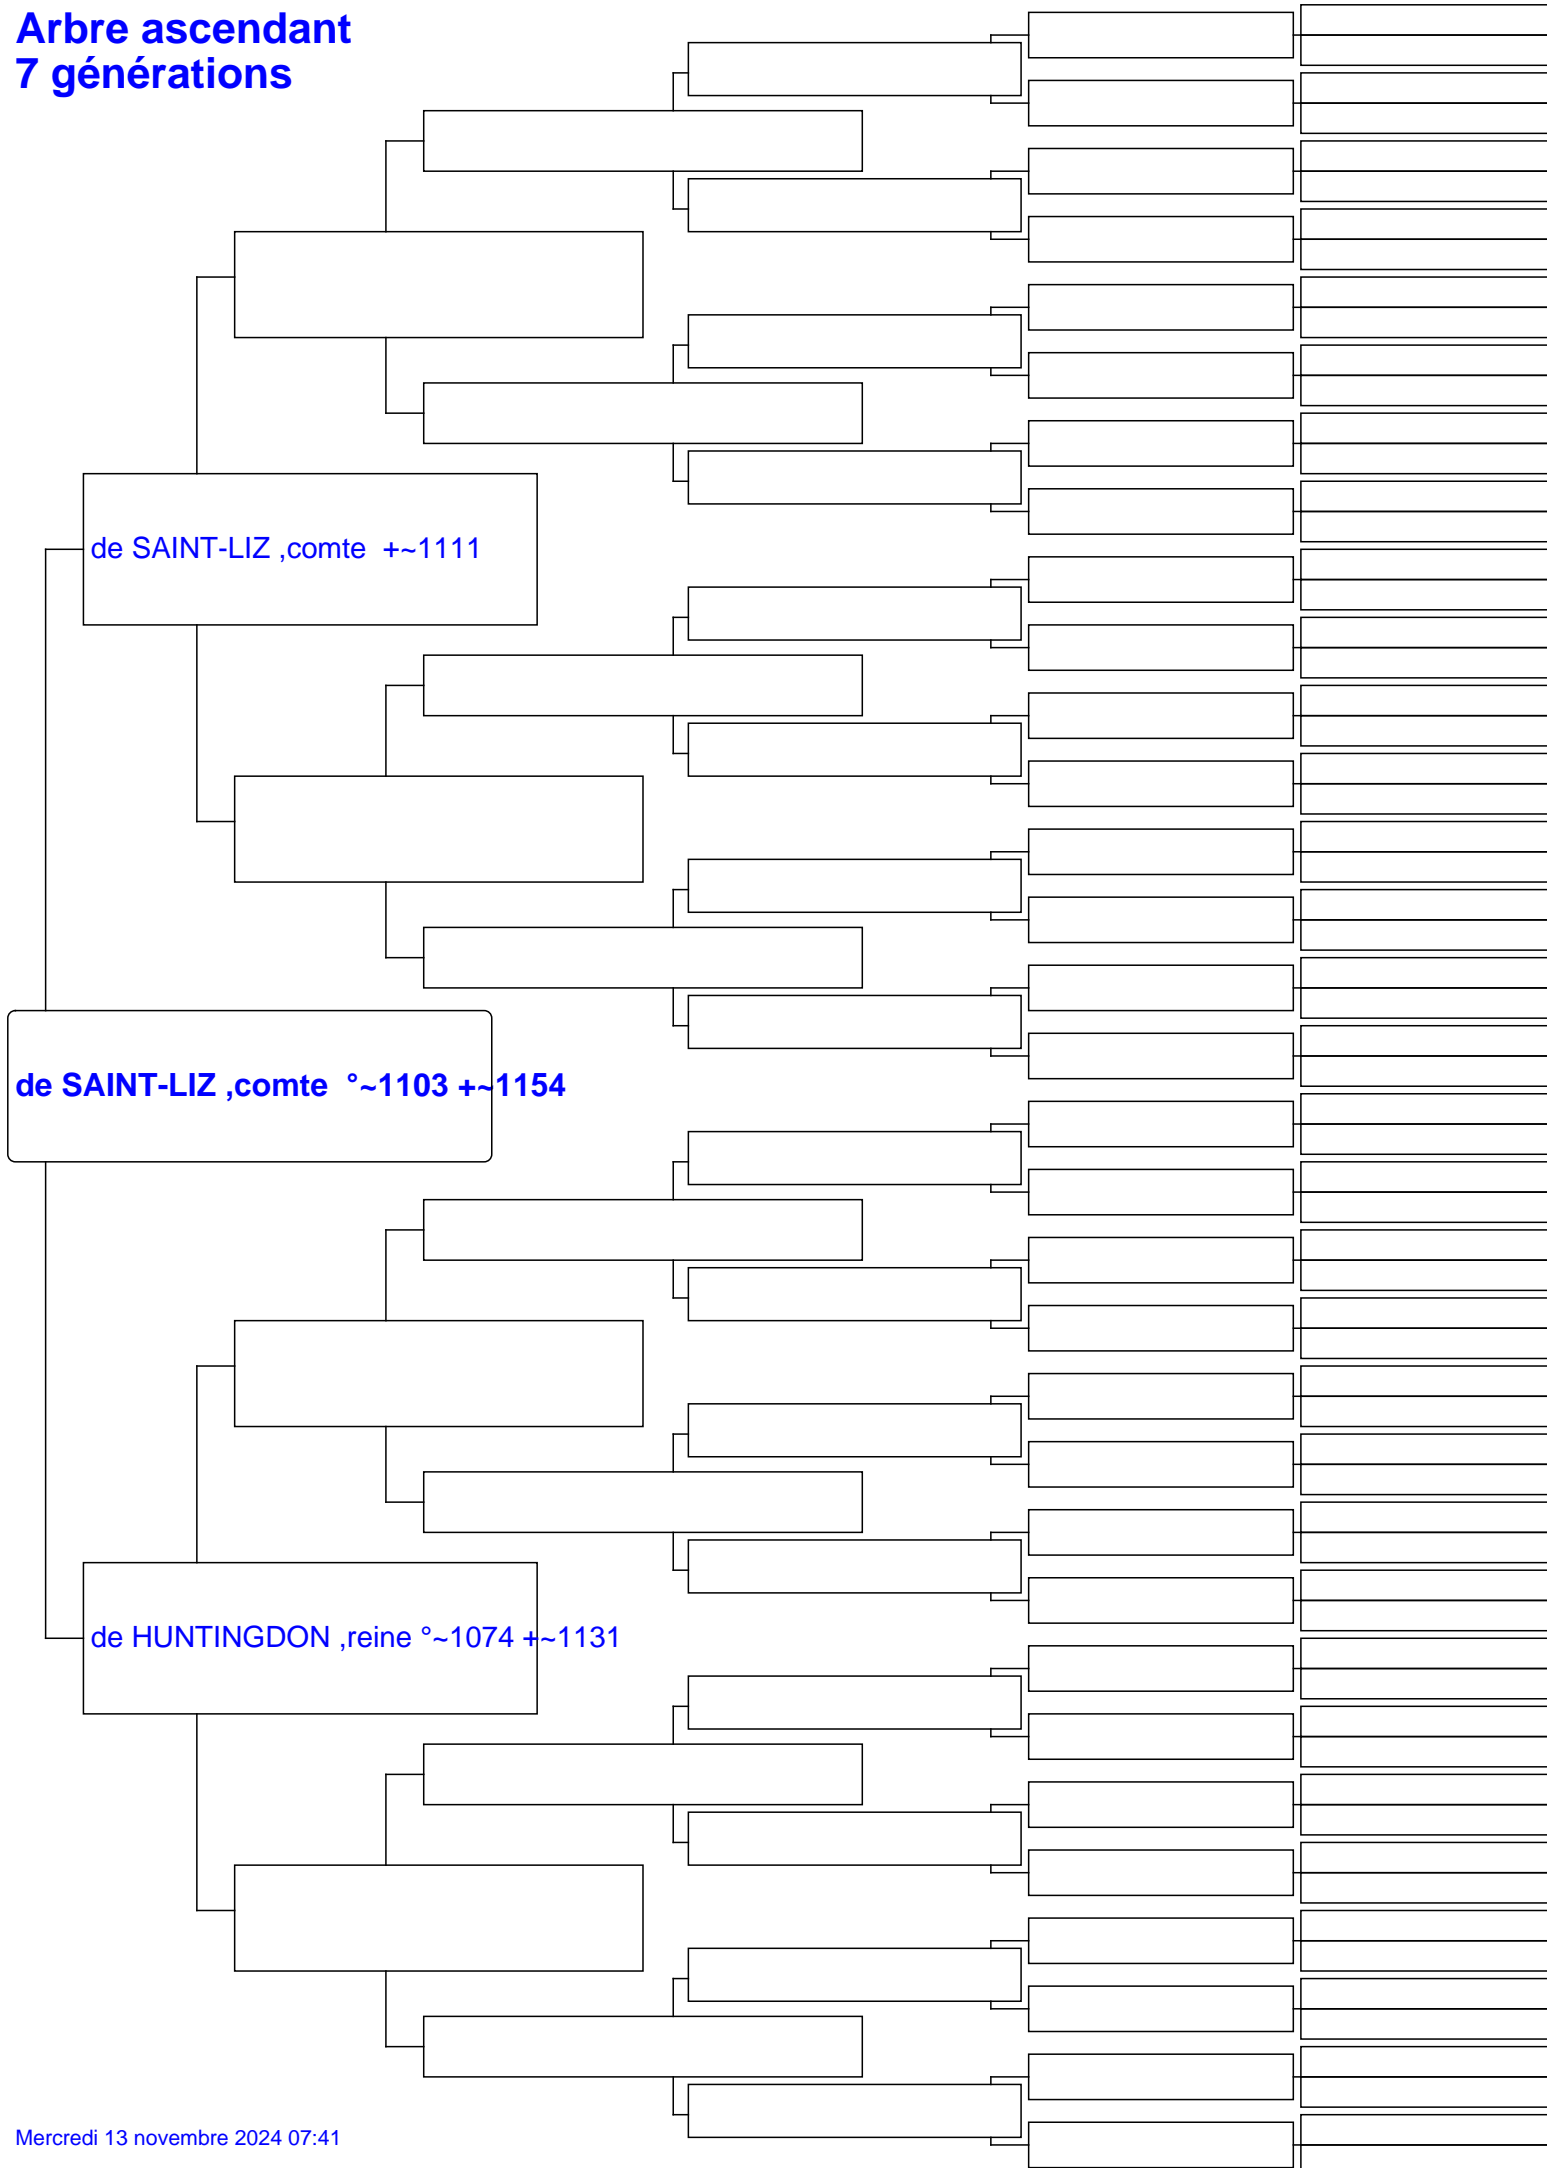 Arbre ascendant
7 générations
de SAINT-LIZ ,comte  +~1111
de SAINT-LIZ ,comte  °~1103 +~1154
de HUNTINGDON ,reine °~1074 +~1131
Mercredi 13 novembre 2024 07:41